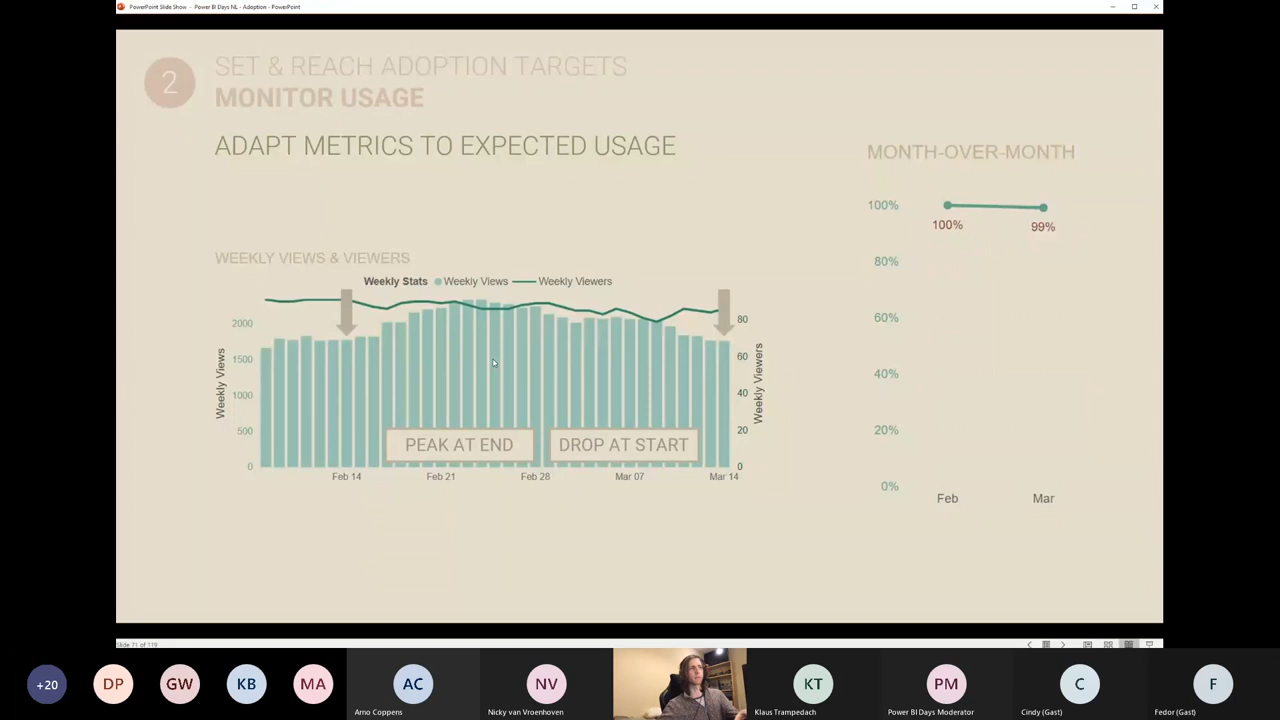 PowerPoint Slide Show - Power BI Days NL - Adoption - PowerPoint
2
SET & REACH ADOPTION TARGETS
MONITOR USAGE
ADAPT METRICS TO EXPECTED USAGE
MONTH-OVER-MONTH
100%
80%
60%
40%
20%
0%
100%
99%
Feb
Mar
WEEKLY VIEWS & VIEWERS
Weekly Stats Weekly Views Weekly Viewers
Weekly Views
2000
1500
1000
500
0
80
60
40
20
0
Weekly Viewers
PEAK AT END
DROP AT START
Feb 14
Feb 21
Feb 28
Mar 07
Mar 14
Slide 71 of 119
+20
DP
GW
KB
MA
AC
Arno Coppens
NV
Nicky van Vroenhoven
KT
Klaus Trampedach
PM
Power BI Days Moderator
C
Cindy (Gast)
F
Fedor (Gast)